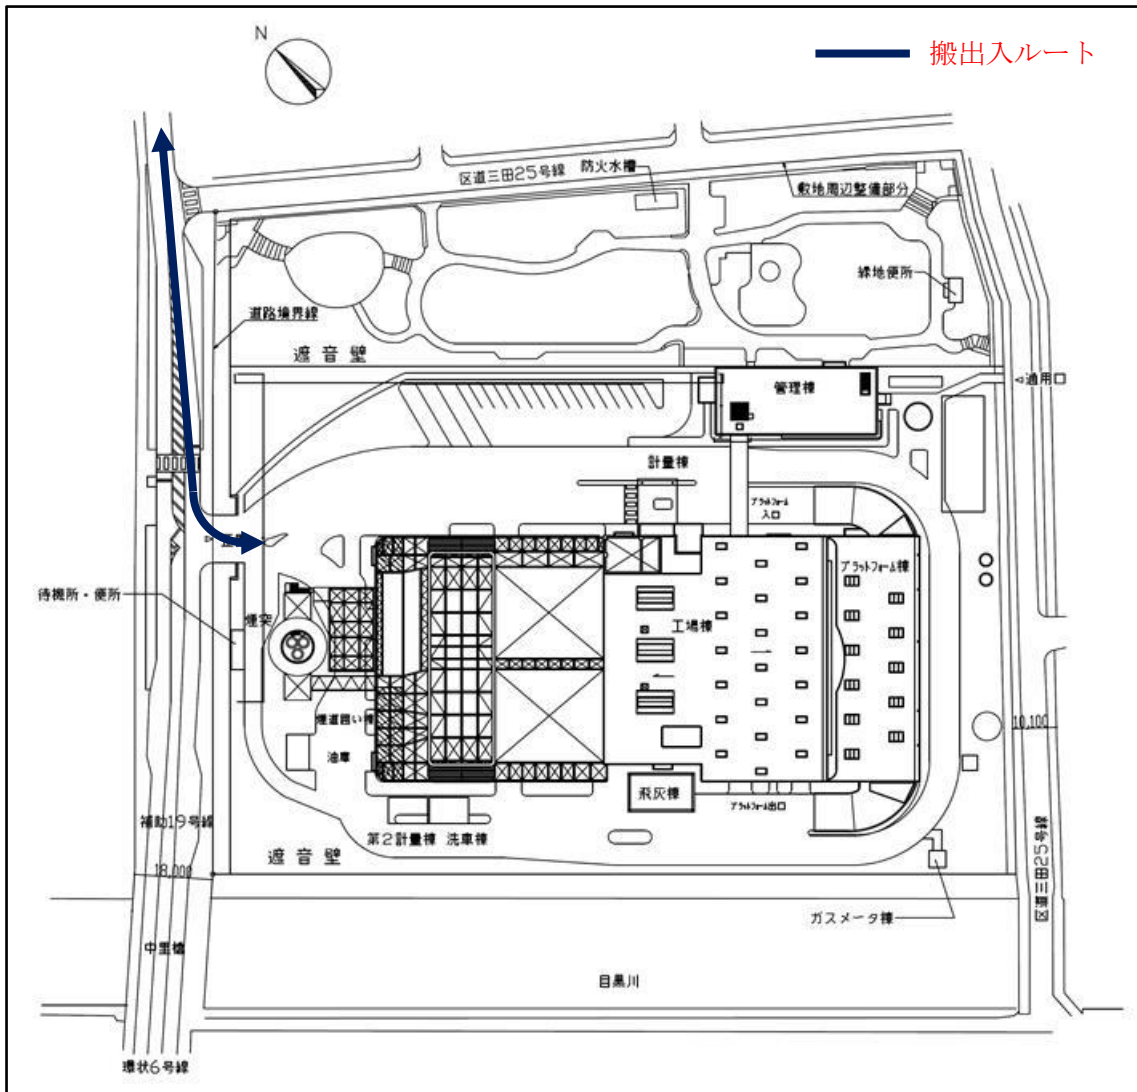 N
搬出入ルート
区道三田25号線
防火水槽
敷地周辺整備部分
緑地便所
道路境界線
遮音壁
管理棟
通用
計量棟
プラットフォーム
入口
プラットフォーム棟
待機所・便所
煙突
工場棟
煙道囲い棟
油庫
10,100
飛灰棟
プラットフォーム出口
補助19号線
第2計量棟
洗車棟
遮音壁
18,000
区道三田25号線
ガスメータ棟
中里橋
目黒川
環状6号線